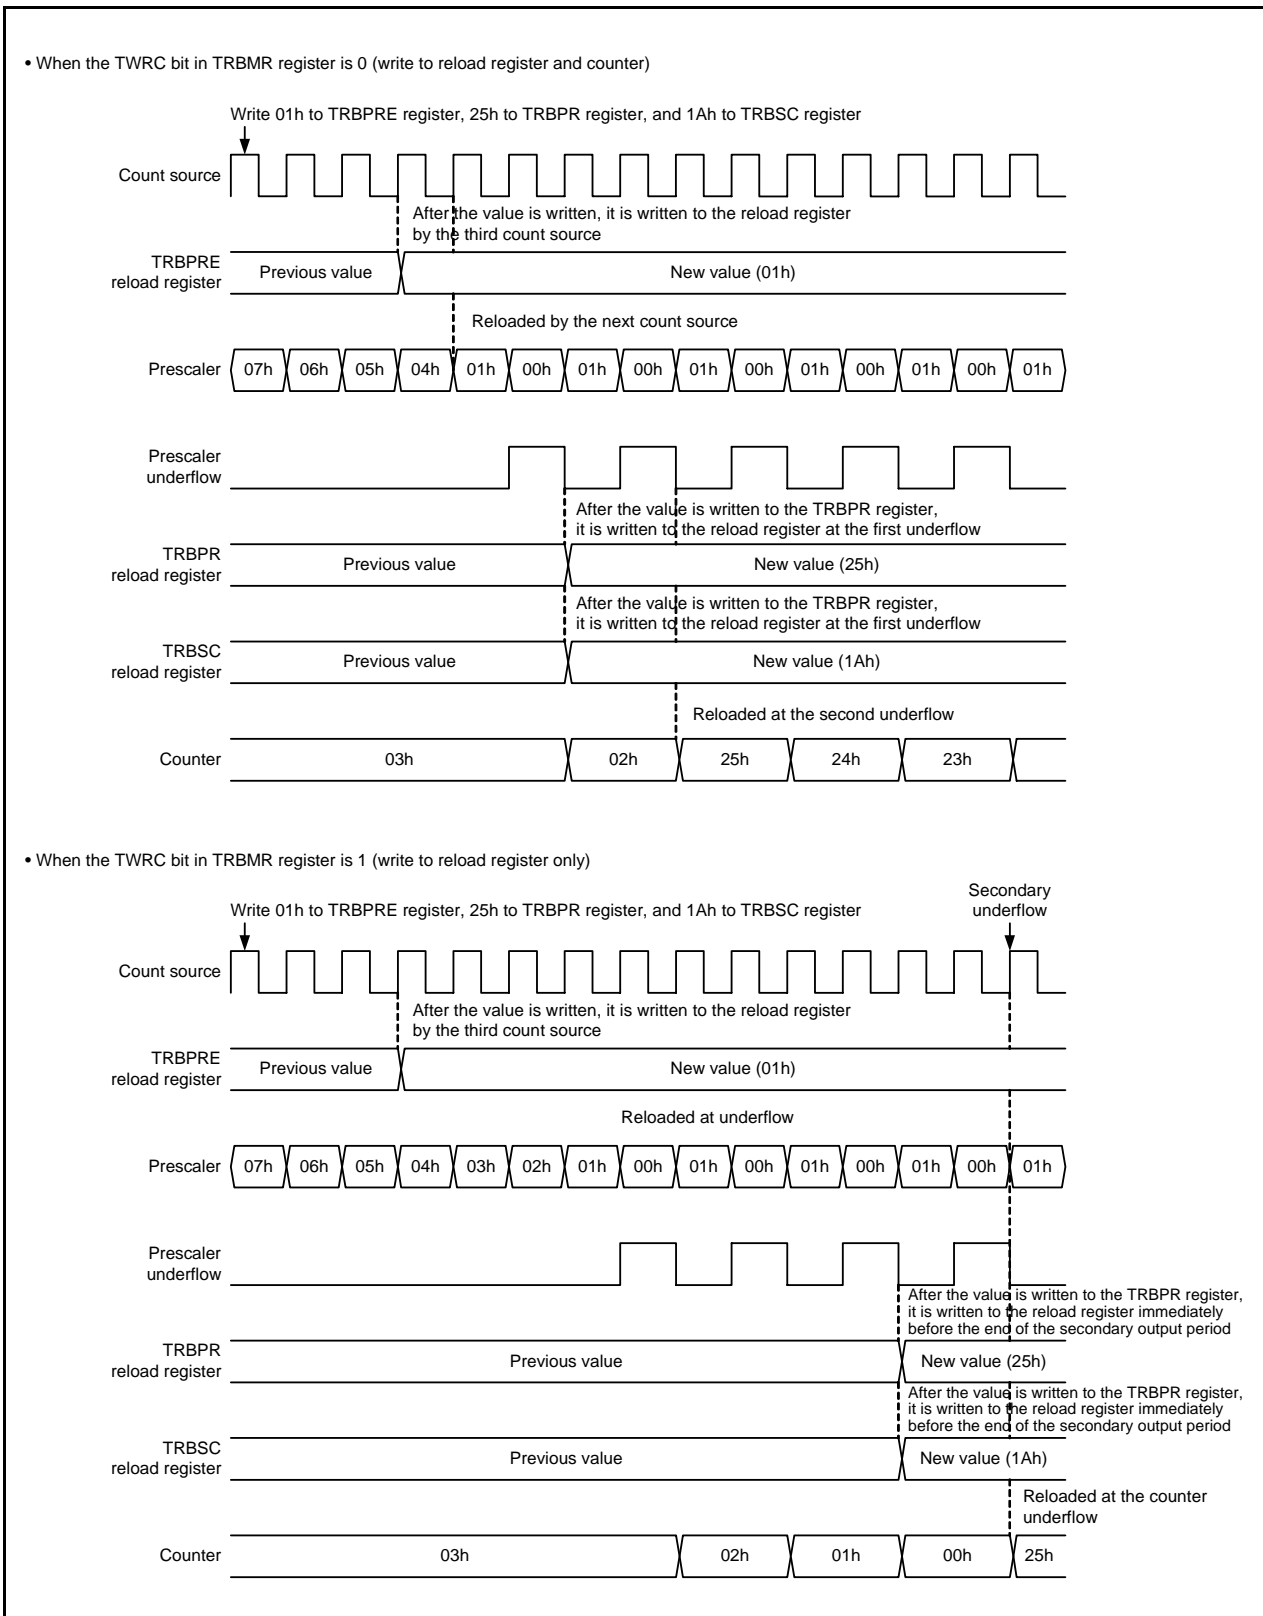 • When the TWRC bit in TRBMR register is 0 (write to reload register and counter)
Write 01h to TRBPRE register, 25h to TRBPR register, and 1Ah to TRBSC register
Count source
After the value is written, it is written to the reload register
by the third count source
TRBPRE
reload register
Previous value
New value (01h)
Reloaded by the next count source
Prescaler
07h 06h 05h 04h 01h 00h 01h 00h 01h 00h 01h 00h 01h 00h 01h
Prescaler
underflow
After the value is written to the TRBPR register,
it is written to the reload register at the first underflow
TRBPR
reload register
Previous value
New value (25h)
After the value is written to the TRBPR register,
it is written to the reload register at the first underflow
TRBSC
reload register
Previous value
New value (1Ah)
Reloaded at the second underflow
Counter
03h 02h 25h 24h 23h
• When the TWRC bit in TRBMR register is 1 (write to reload register only)
Secondary
underflow
Write 01h to TRBPRE register, 25h to TRBPR register, and 1Ah to TRBSC register
Count source
After the value is written, it is written to the reload register
by the third count source
TRBPRE
reload register
Previous value
New value (01h)
Reloaded at underflow
Prescaler
07h 06h 05h 04h 03h 02h 01h 00h 01h 00h 01h 00h 01h 00h 01h
Prescaler
underflow
After the value is written to the TRBPR register,
it is written to the reload register immediately
before the end of the secondary output period
TRBPR
reload register
Previous value
New value (25h)
After the value is written to the TRBPR register,
it is written to the reload register immediately
before the end of the secondary output period
TRBSC
reload register
Previous value
New value (1Ah)
Reloaded at the counter
underflow
Counter
03h 02h 01h 00h 25h